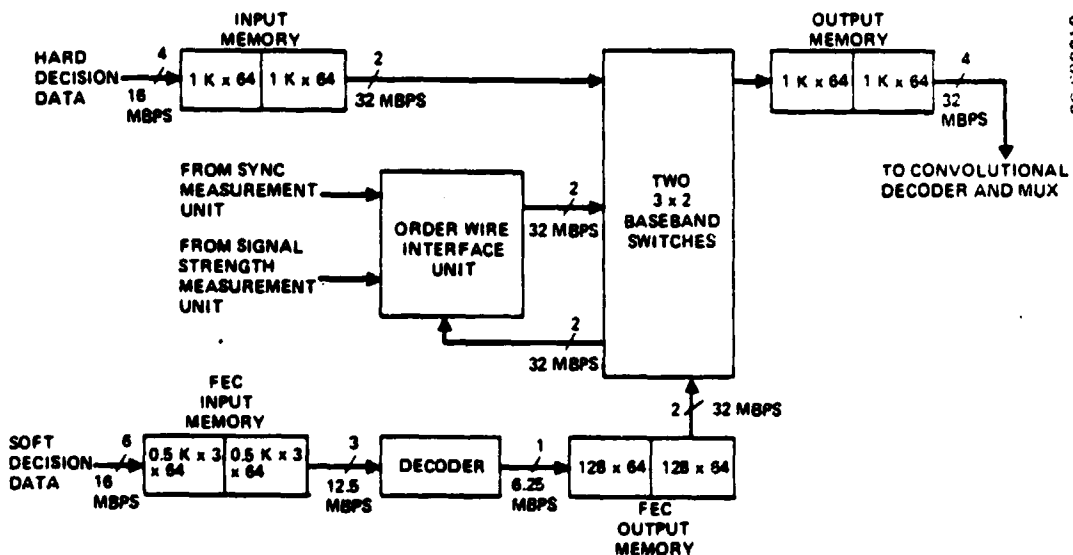 INPUT
MEMORY
HARD
DECISION
DATA
4
16
MBPS
1 K x 64
1 K x 64
2
32 MBPS
OUTPUT
MEMORY
1 K x 64
1 K x 64
4
32
MBPS
TO CONVOLUTIONAL
DECODER AND MUX
FROM SYNC
MEASUREMENT
UNIT
FROM SIGNAL
STRENGTH
MEASUREMENT
UNIT
ORDER WIRE
INTERFACE
UNIT
2
32 MBPS
2
32 MBPS
TWO
3 x 2
BASEBAND
SWITCHES
2
32 MBPS
FEC
INPUT
MEMORY
SOFT
DECISION
DATA
6
16
MBPS
0.5 K x 3
x 64
0.5 K x 3
x 64
3
12.5
MBPS
DECODER
1
6.25
MBPS
128 x 64
128 x 64
FEC
OUTPUT
MEMORY